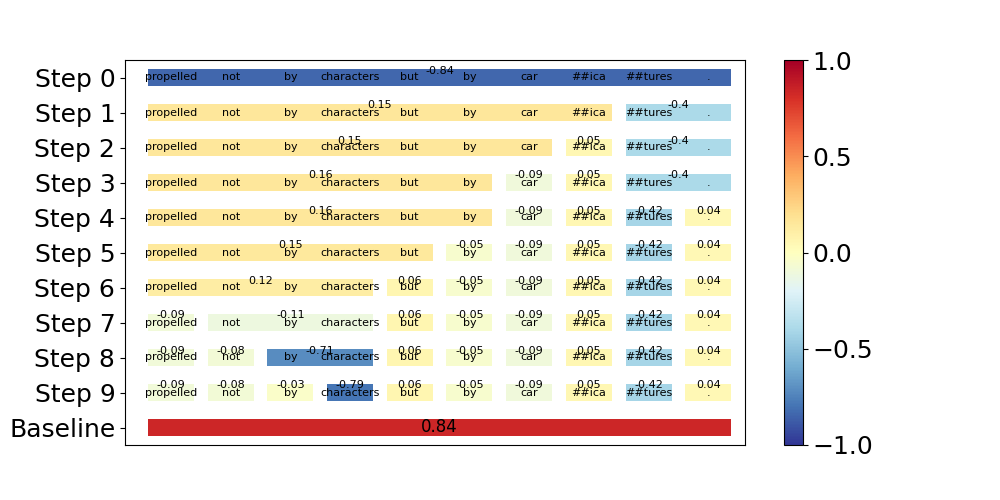 Step 0 propelled not by characters but -0.84 by car ##ica ##tures .
Step 1 propelled not by characters 0.15 but by car ##ica ##tures -0.4 .
Step 2 propelled not by characters 0.15 but by car ##ica 0.05 ##tures -0.4 .
Step 3 propelled not by characters 0.16 but by car -0.09 ##ica 0.05 ##tures -0.4 .
Step 4 propelled not by characters 0.16 but by car -0.09 ##ica 0.05 ##tures -0.42 . 0.04
Step 5 propelled not by characters 0.15 but by -0.05 car -0.09 ##ica 0.05 ##tures -0.42 . 0.04
Step 6 propelled not by characters 0.12 but 0.06 by -0.05 car -0.09 ##ica 0.05 ##tures -0.42 . 0.04
Step 7 propelled -0.09 not by characters -0.11 but 0.06 by -0.05 car -0.09 ##ica 0.05 ##tures -0.42 . 0.04
Step 8 propelled -0.09 not -0.08 by characters -0.71 but 0.06 by -0.05 car -0.09 ##ica 0.05 ##tures -0.42 . 0.04
Step 9 propelled -0.09 not -0.08 by -0.03 characters -0.79 but 0.06 by -0.05 car -0.09 ##ica 0.05 ##tures -0.42 . 0.04
Baseline 0.84
1.0
0.5
0.0
−0.5
−1.0